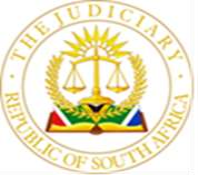 THE JUDICIARY
REPUBLIC OF SOUTH AFRICA